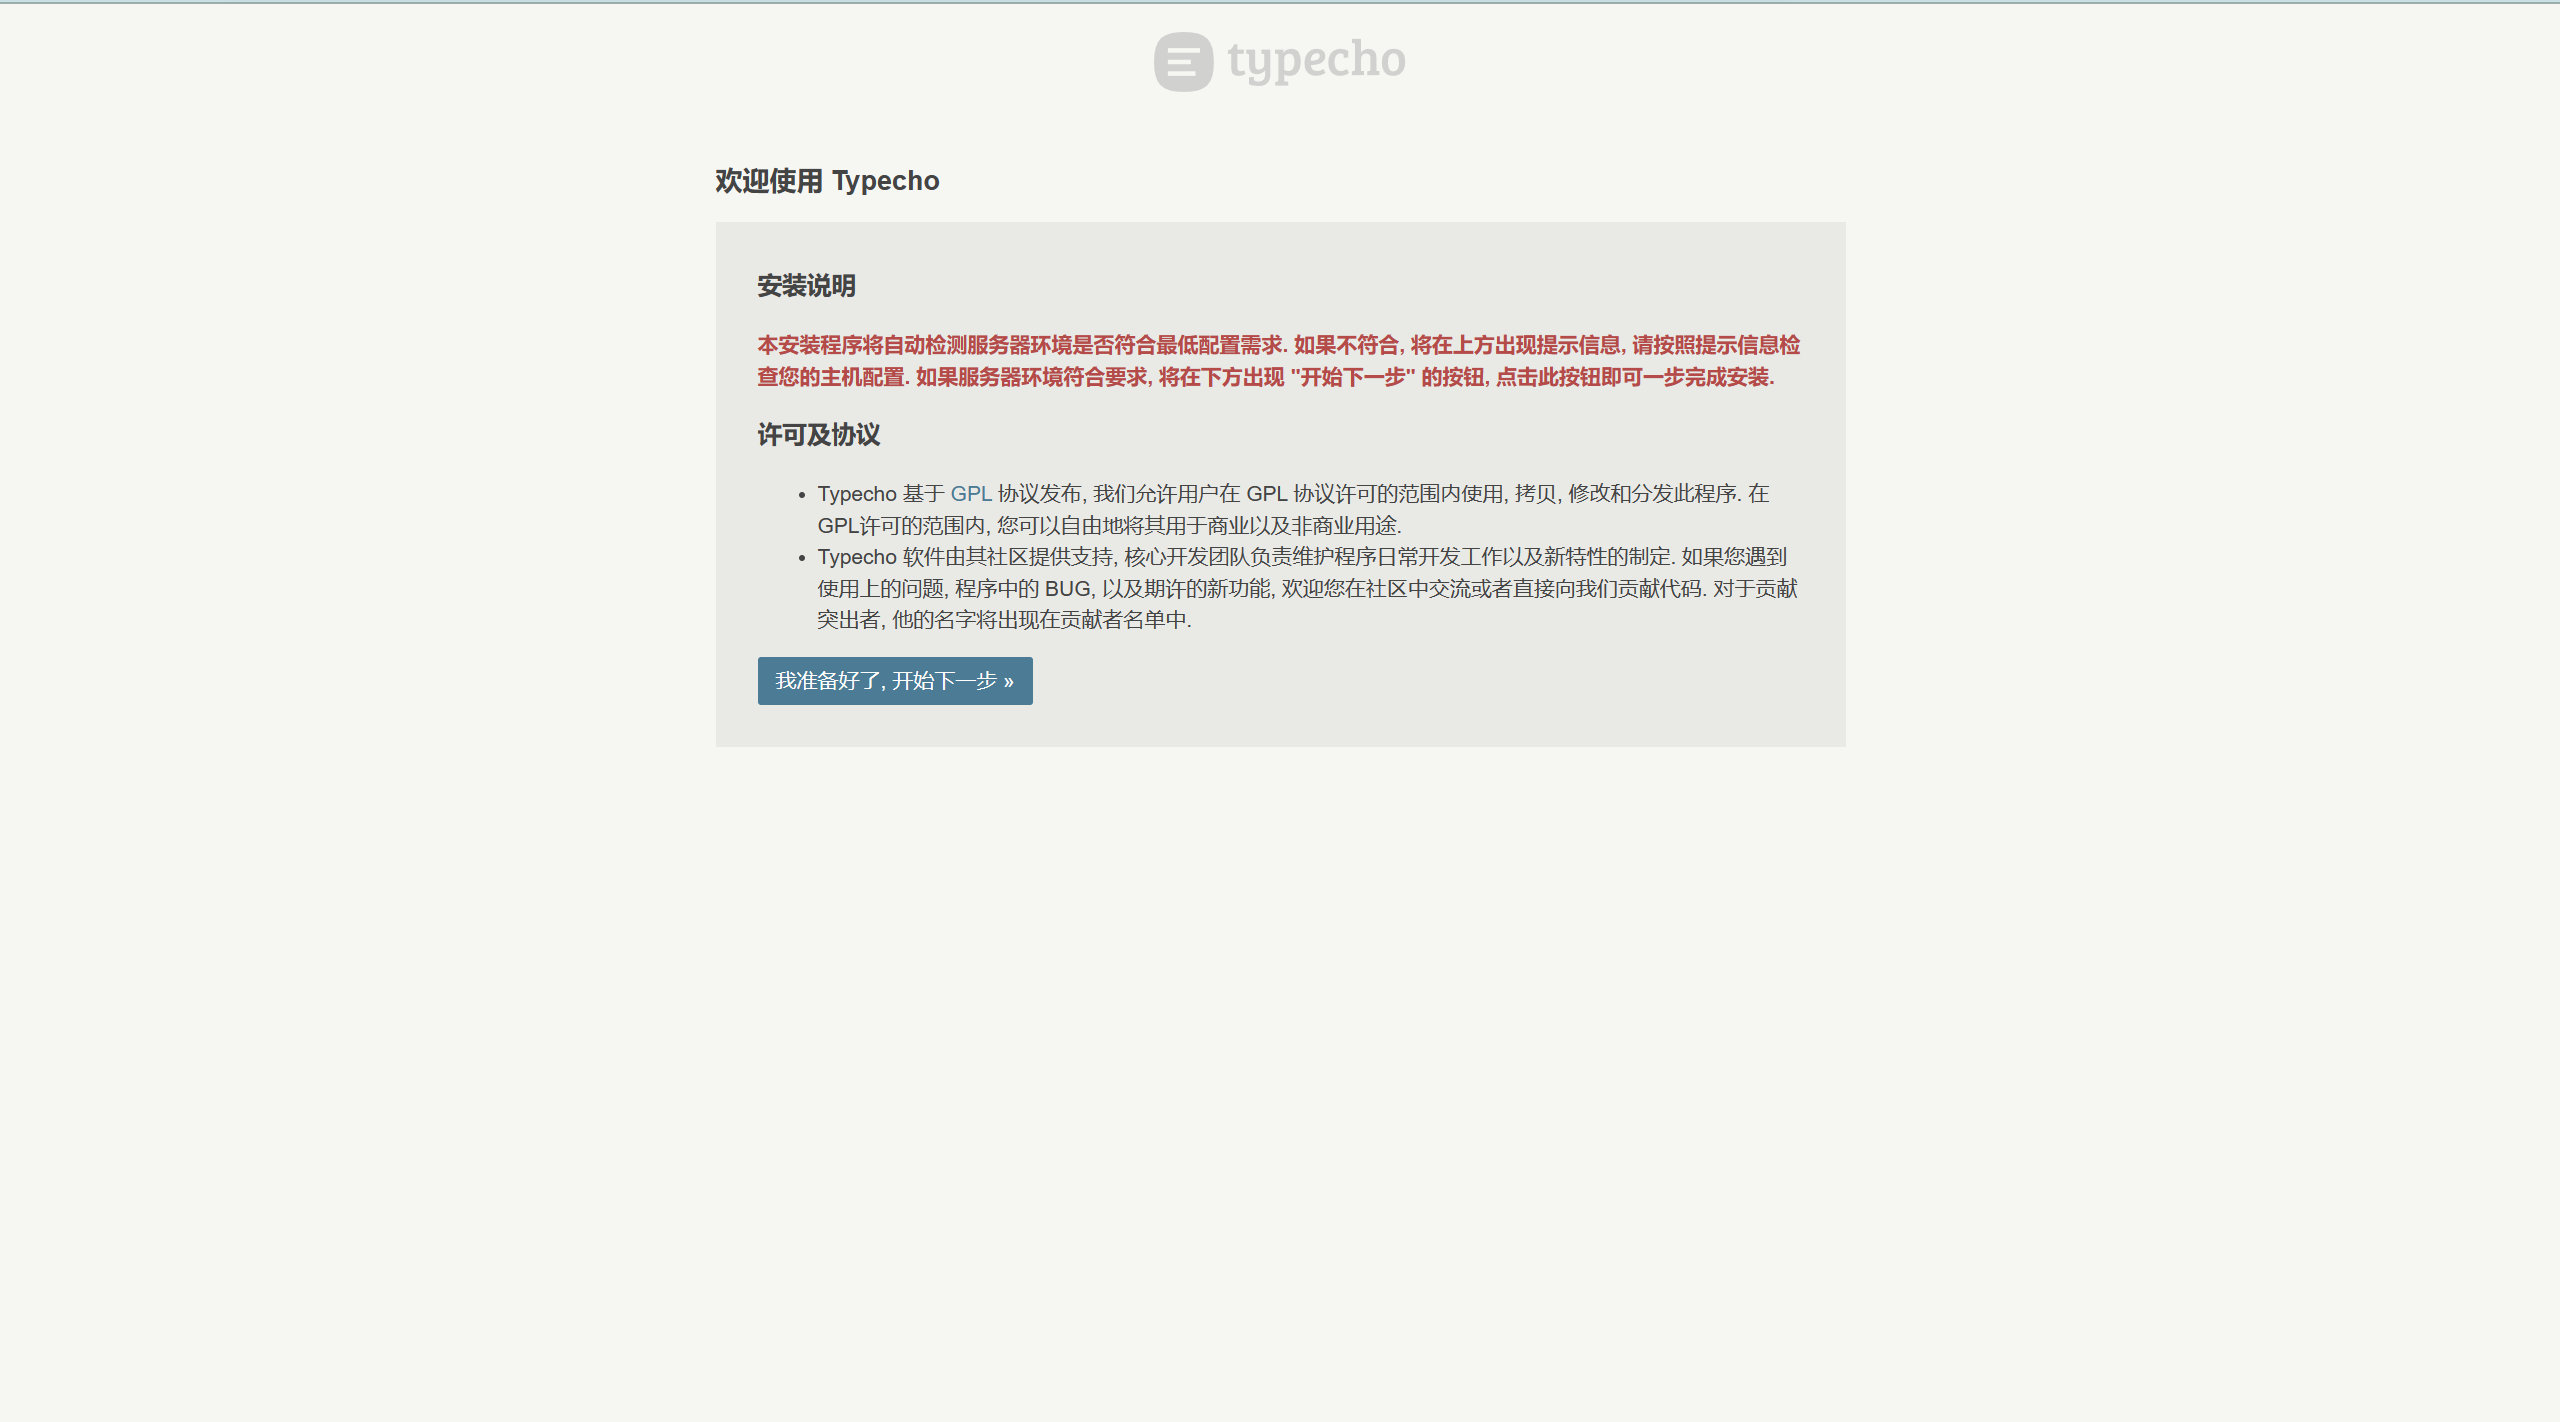 typecho
欢迎使用 Typecho
安装说明
本安装程序将自动检测服务器环境是否符合最低配置需求. 如果不符合, 将在上方出现提示信息, 请按照提示信息检
查您的主机配置. 如果服务器环境符合要求, 将在下方出现 "开始下一步" 的按钮, 点击此按钮即可一步完成安装.
许可及协议
• Typecho 基于 GPL 协议发布, 我们允许用户在 GPL 协议许可的范围内使用, 拷贝, 修改和分发此程序. 在
GPL许可的范围内, 您可以自由地将其用于商业以及非商业用途.
• Typecho 软件由其社区提供支持, 核心开发团队负责维护程序日常开发工作以及新特性的制定. 如果您遇到
使用上的问题, 程序中的 BUG, 以及期许的新功能, 欢迎您在社区中交流或者直接向我们贡献代码. 对于贡献
突出者, 他的名字将出现在贡献者名单中.
我准备好了, 开始下一步 »